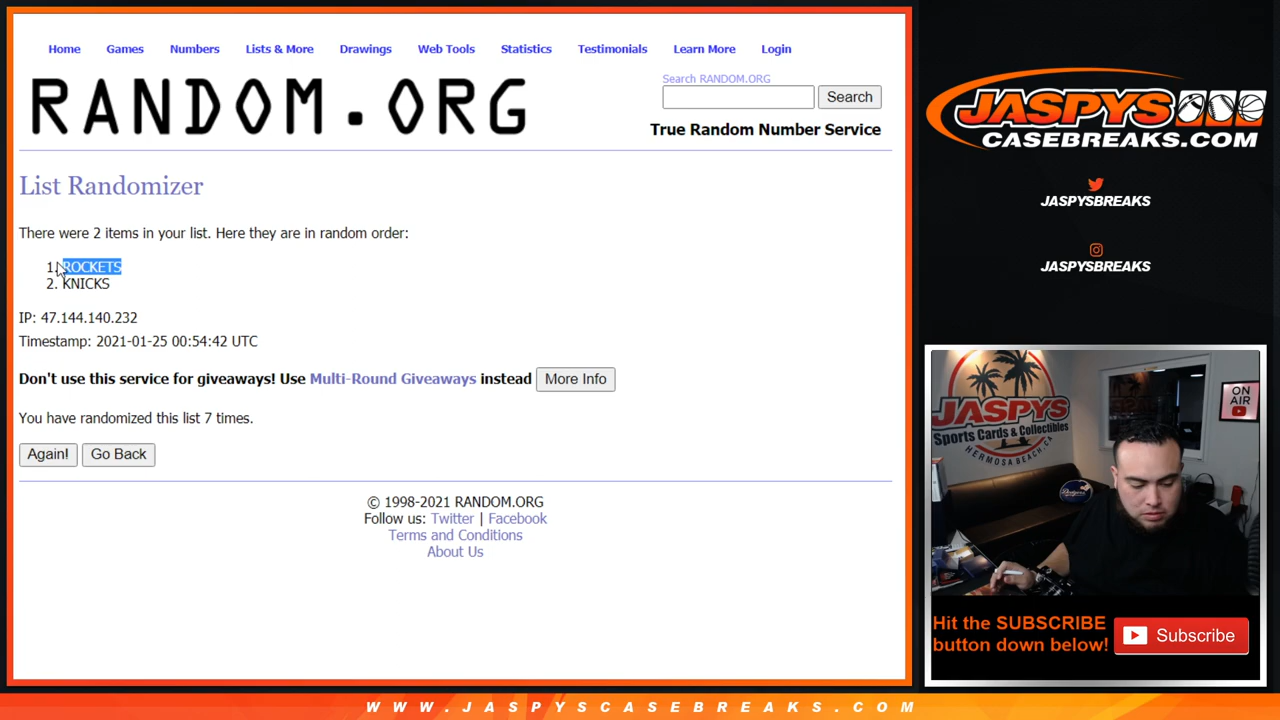 Home Games Numbers Lists & More Drawings Web Tools Statistics Testimonials Learn More Login
RANDOM.ORG
Search RANDOM.ORG
Search
True Random Number Service
List Randomizer
There were 2 items in your list. Here they are in random order:
1. ROCKETS
2. KNICKS
IP: 47.144.140.232
Timestamp: 2021-01-25 00:54:42 UTC
Don't use this service for giveaways! Use Multi-Round Giveaways instead More Info
You have randomized this list 7 times.
Again! Go Back
© 1998-2021 RANDOM.ORG
Follow us: Twitter | Facebook
Terms and Conditions
About Us
JASPYS
CASEBREAKS.COM
JASPYSBREAKS
JASPYSBREAKS
JASPYS
Sports Cards & Collectibles
HERMOSA BEACH, CA
ON
AIR
Dodgers
Hit the SUBSCRIBE
button down below!
Subscribe
WWW.JASPYSCASEBREAKS.COM